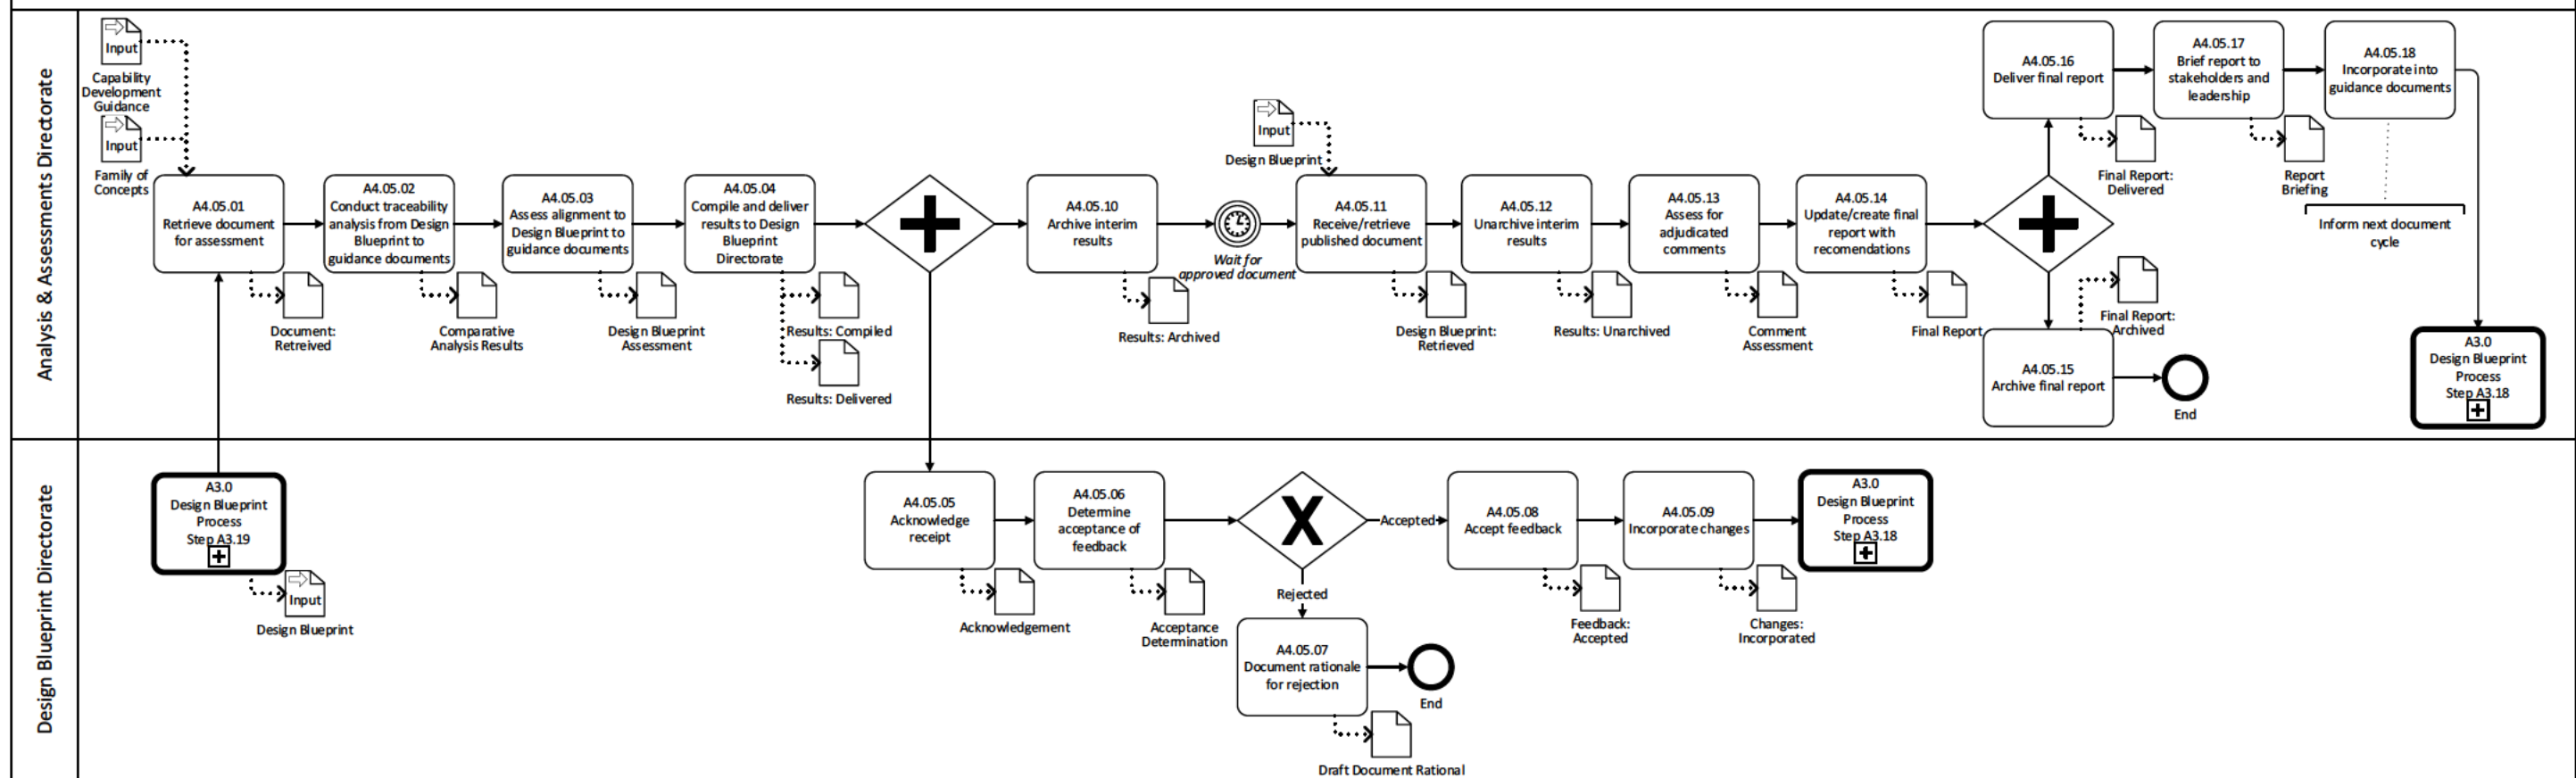 Analysis & Assessments Directorate
Input
Capability
Development
Guidance
Input
Family of
Concepts
A4.05.01
Retrieve document
for assessment
Document:
Retreived
A4.05.02
Conduct traceability
analysis from Design
Blueprint to
guidance documents
Comparative
Analysis Results
A4.05.03
Assess alignment to
Design Blueprint to
guidance documents
Design Blueprint
Assessment
A4.05.04
Compile and deliver
results to Design
Blueprint
Directorate
Results: Compiled
Results: Delivered
A4.05.10
Archive interim
results
Results: Archived
Wait for
approved document
Input
Design Blueprint
A4.05.11
Receive/retrieve
published document
Design Blueprint:
Retrieved
A4.05.12
Unarchive interim
results
Results: Unarchived
A4.05.13
Assess for
adjudicated
comments
Comment
Assessment
A4.05.14
Update/create final
report with
recomendations
Final Report
A4.05.16
Deliver final report
Final Report:
Delivered
A4.05.17
Brief report to
stakeholders and
leadership
Report
Briefing
A4.05.18
Incorporate into
guidance documents
Inform next document
cycle
Final Report:
Archived
A4.05.15
Archive final report
End
A3.0
Design Blueprint
Process
Step A3.18
Design Blueprint Directorate
A3.0
Design Blueprint
Process
Step A3.19
Input
Design Blueprint
A4.05.05
Acknowledge
receipt
Acknowledgement
A4.05.06
Determine
acceptance of
feedback
Acceptance
Determination
X
Accepted
Rejected
A4.05.07
Document rationale
for rejection
End
Draft Document Rational
A4.05.08
Accept feedback
Feedback:
Accepted
A4.05.09
Incorporate changes
Changes:
Incorporated
A3.0
Design Blueprint
Process
Step A3.18